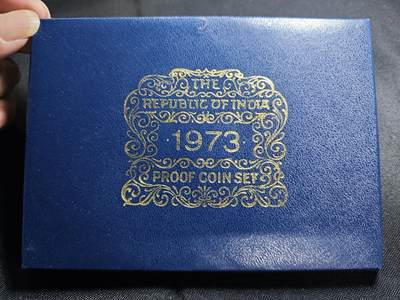 THE
REPUBLIC OF INDIA
·1973·
PROOF COIN SET